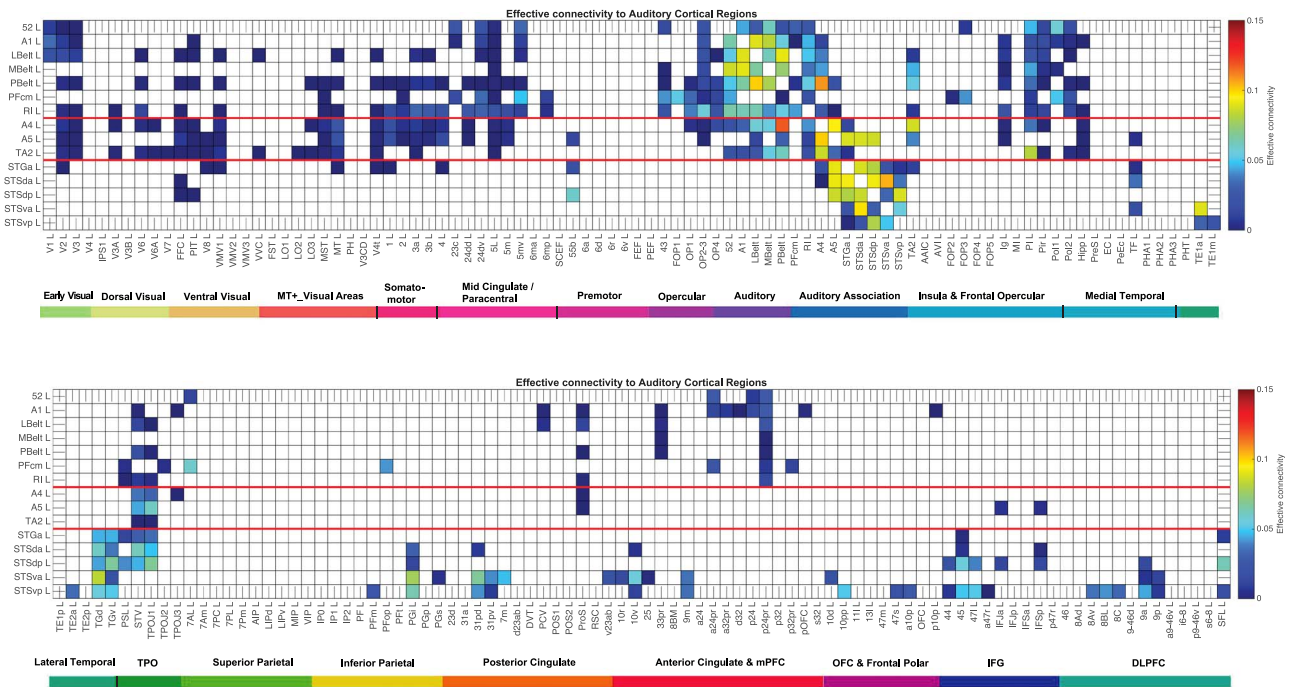 Effective connectivity to Auditory Cortical Regions
52 L
A1 L
LBelt L
MBelt L
PBelt L
PFcm L
RI L
A4 L
A5 L
TA2 L
STGa L
STSda L
STSdp L
STSva L
STSvp L
0.15
0.1
0.05
0
Effective connectivity
V1 L V2 L V3 L V4 L IPS1 L V3A L V3B L V6 L V6A L V7 L FFC L PIT L V8 L VMV1 L VMV2 L VMV3 L VVC L FST L LO1 L LO2 L LO3 L MST L MT L PH L V3CD L V4t L 1 L 2 L 3a L 3b L 4 L 23c L 24dd L 24dv L 5L L 5m L 5mv L 6ma L 6mp L SCEF L 55b L 6a L 6d L 6r L 6v L FEF L PEF L 43 L FOP1 L OP1 L OP2-3 L OP4 L 52 L A1 L LBelt L MBelt L PBelt L PFcm L RI L A4 L A5 L STGa L STSda L STSdp L STSva L STSvp L TA2 L AAIC L AVI L FOP2 L FOP3 L FOP4 L FOP5 L Ig L MI L PI L Pir L PoI1 L PoI2 L Hipp L PreS L EC L PeEc L TF L PHA1 L PHA2 L PHA3 L PHT L TE1a L TE1m L
Early Visual Dorsal Visual Ventral Visual MT+_Visual Areas Somato-motor Mid Cingulate / Paracentral Premotor Opercular Auditory Auditory Association Insula & Frontal Opercular Medial Temporal
Effective connectivity to Auditory Cortical Regions
52 L
A1 L
LBelt L
MBelt L
PBelt L
PFcm L
RI L
A4 L
A5 L
TA2 L
STGa L
STSda L
STSdp L
STSva L
STSvp L
0.15
0.1
0.05
0
Effective connectivity
TE1p L TE2a L TE2p L TGd L TGv L PSL L STV L TPOJ1 L TPOJ2 L TPOJ3 L 7AL L 7Am L 7PC L 7PL L 7Pm L AIP L LIPd L LIPv L MIP L VIP L IP0 L IP1 L IP2 L PF L PFm L PFop L PFt L PGi L PGp L PGs L 23d L 31a L 31pd L 31pv L 7m L d23ab L DVT L PCV L POS1 L POS2 L ProS L RSC L v23ab L 10r L 10v L 25 L 33pr L 8BM L 9m L a24 L a24pr L a32pr L d32 L p24 L p24pr L p32 L p32pr L pOFC L s32 L 10d L 10pp L 11l L 13l L 47m L 47s L a10p L OFC L p10p L 44 L 45 L 47l L a47r L IFJa L IFJp L IFSa L IFSp L p47r L 46 L 8Ad L 8Av L 8BL L 8C L 9-46d L 9a L 9p L a9-46v L i6-8 L p9-46v L s6-8 L SFL L
Lateral Temporal TPO Superior Parietal Inferior Parietal Posterior Cingulate Anterior Cingulate & mPFC OFC & Frontal Polar IFG DLPFC